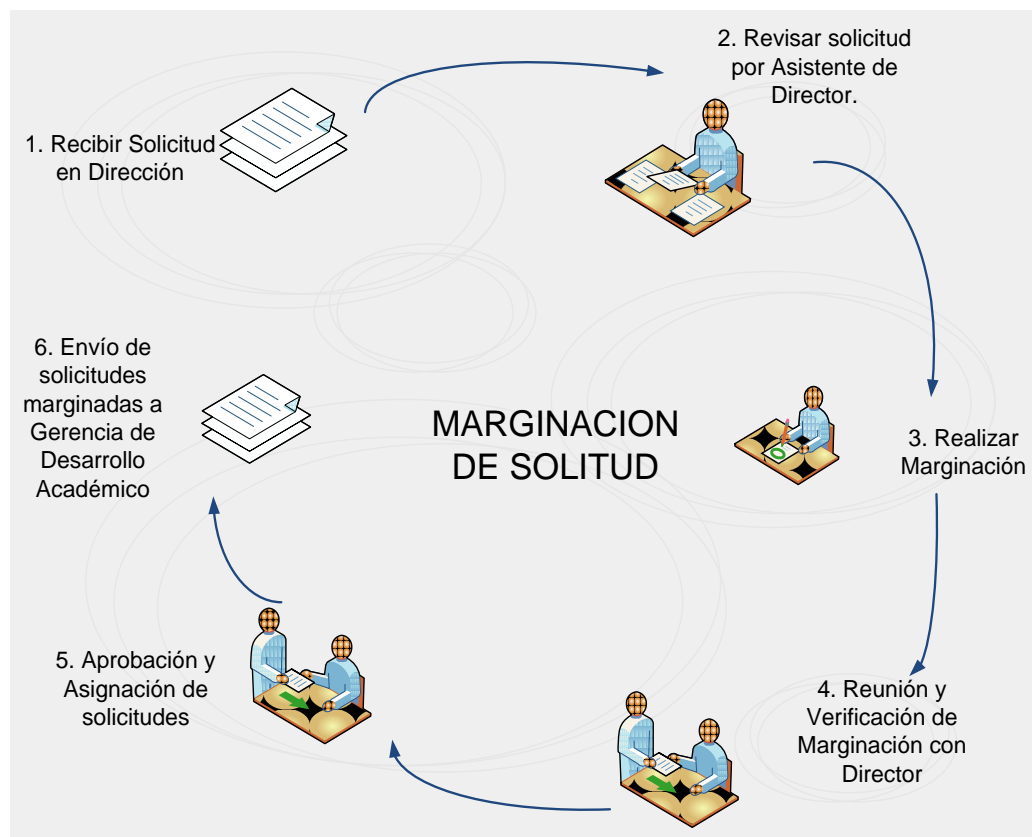 1. Recibir Solicitud
en Dirección
2. Revisar solicitud
por Asistente de
Director.
3. Realizar
Marginación
4. Reunión y
Verificación de
Marginación con
Director
5. Aprobación y
Asignación de
solicitudes
6. Envío de
solicitudes
marginadas a
Gerencia de
Desarrollo
Académico
MARGINACION
DE SOLITUD